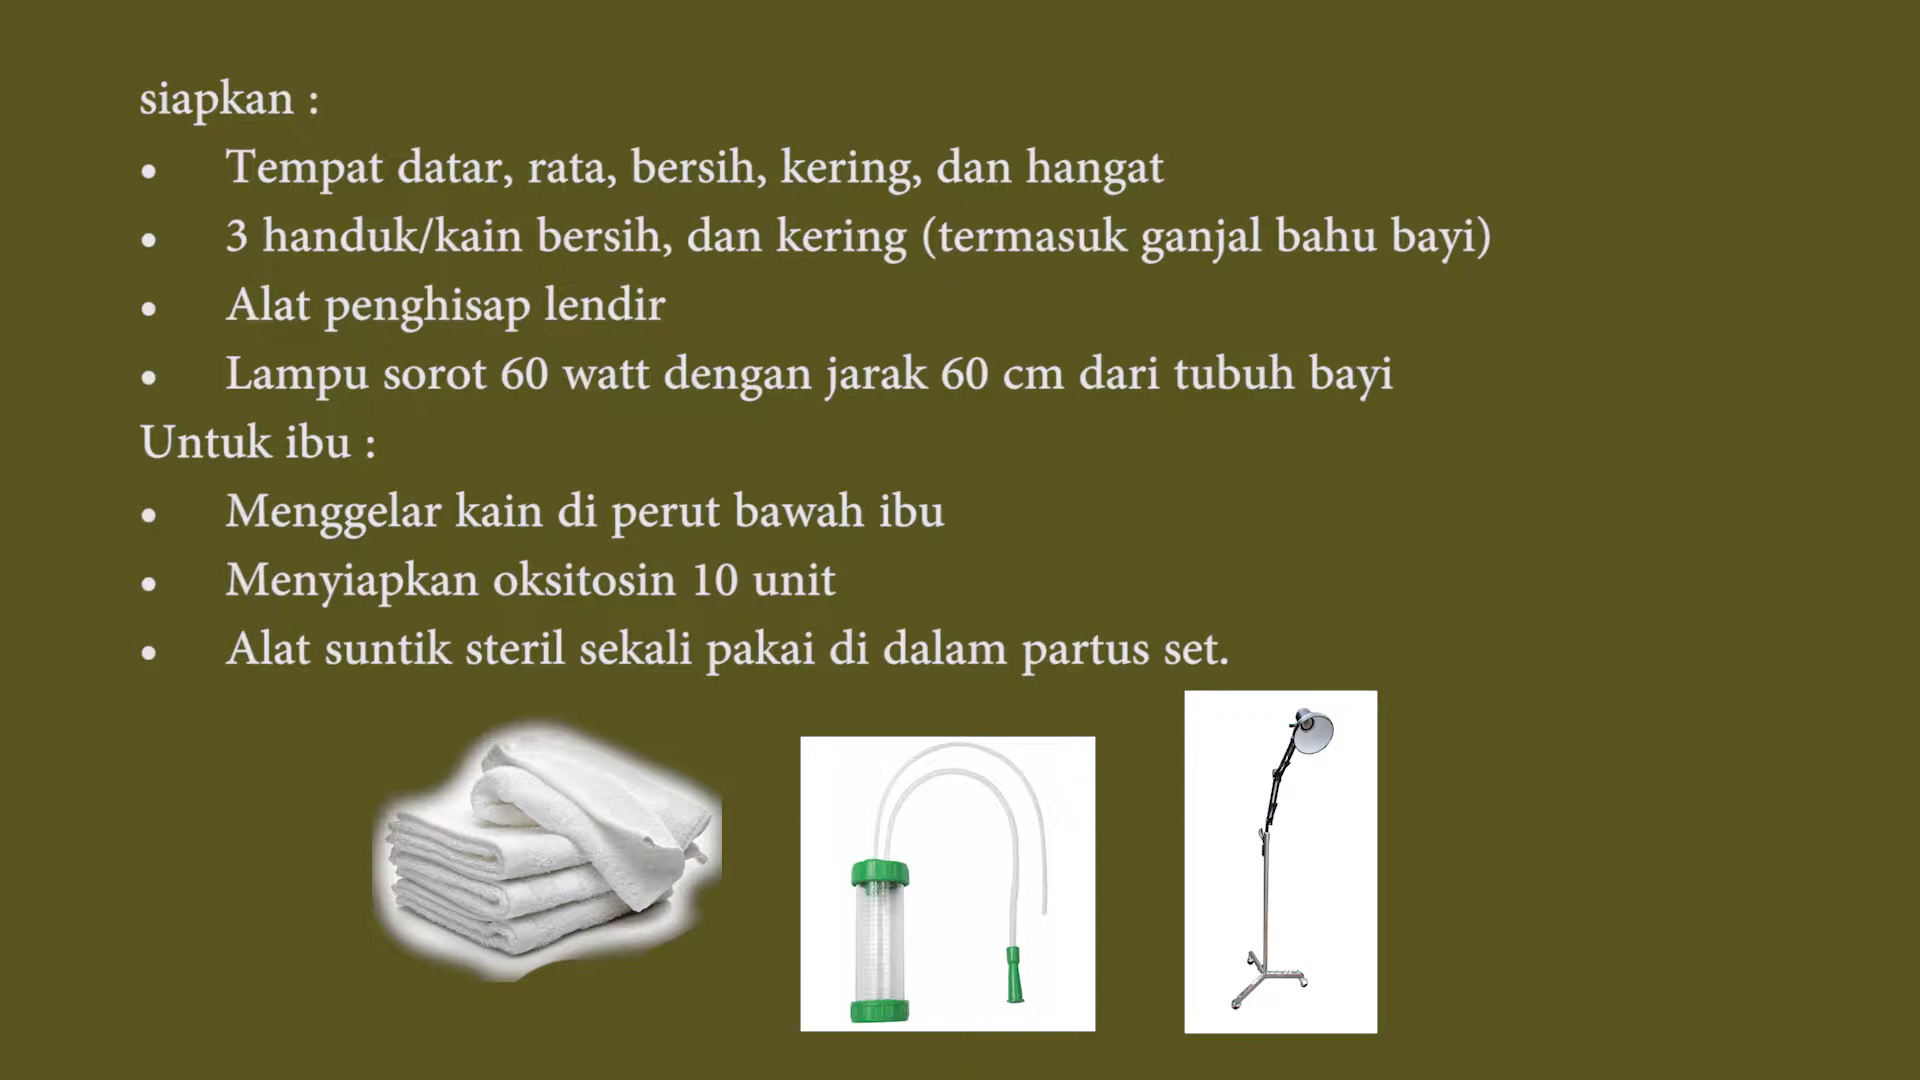 siapkan :
• Tempat datar, rata, bersih, kering, dan hangat
• 3 handuk/kain bersih, dan kering (termasuk ganjal bahu bayi)
• Alat penghisap lendir
• Lampu sorot 60 watt dengan jarak 60 cm dari tubuh bayi
Untuk ibu :
• Menggelar kain di perut bawah ibu
• Menyiapkan oksitosin 10 unit
• Alat suntik steril sekali pakai di dalam partus set.